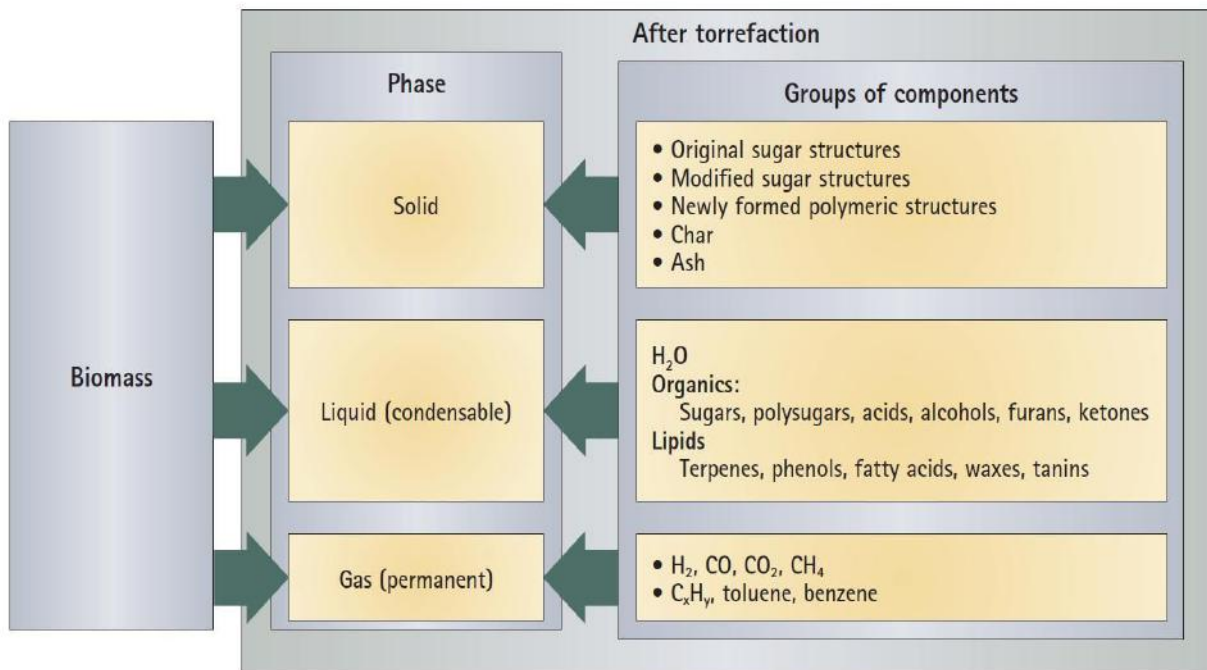 After torrefaction
Phase
Groups of components
Biomass
Solid
• Original sugar structures
• Modified sugar structures
• Newly formed polymeric structures
• Char
• Ash
Liquid (condensable)
H₂O
Organics:
Sugars, polysugars, acids, alcohols, furans, ketones
Lipids
Terpenes, phenols, fatty acids, waxes, tanins
Gas (permanent)
• H₂, CO, CO₂, CH₄
• CₓHᵧ, toluene, benzene